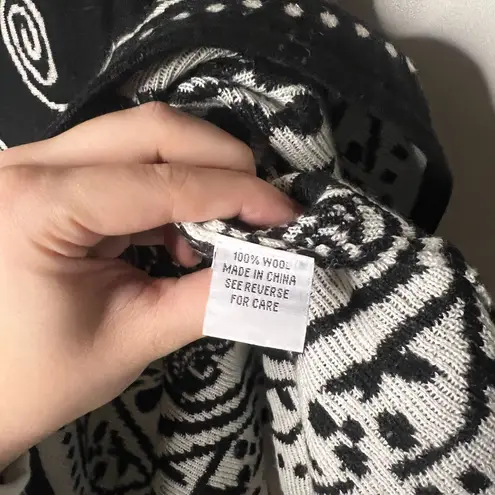 100% WOOL
MADE IN CHINA
SEE REVERSE
FOR CARE